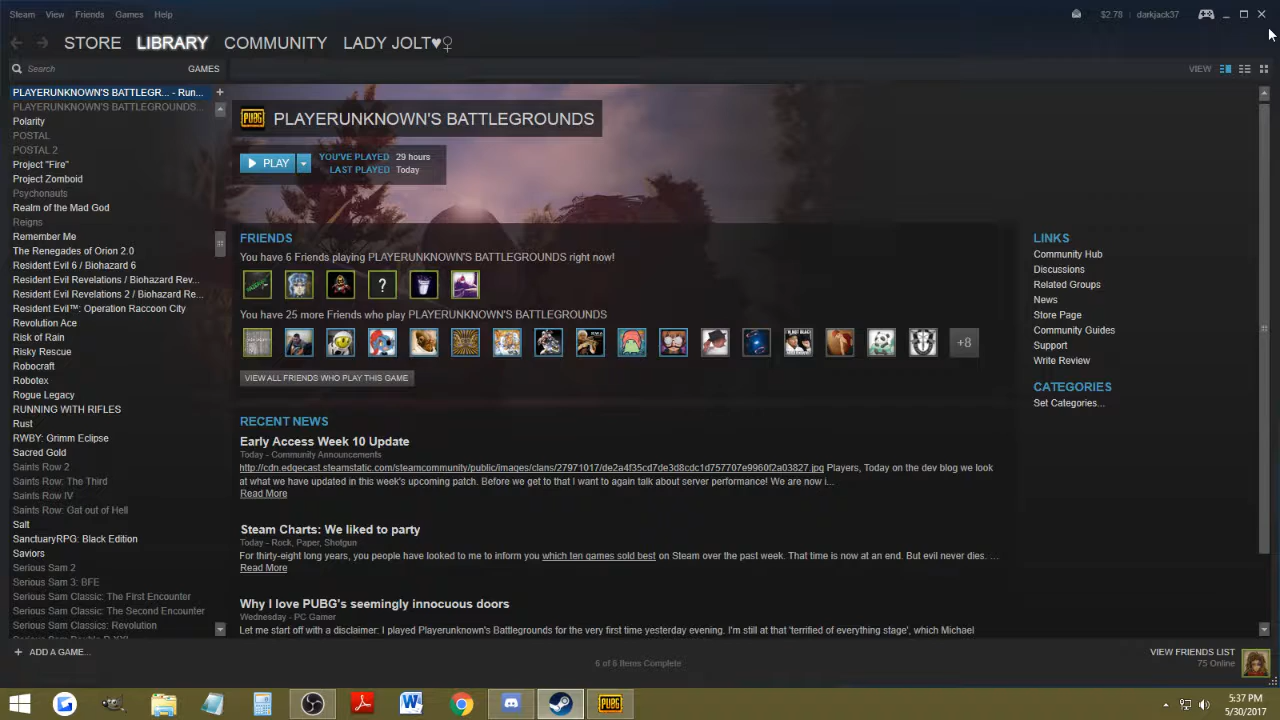 Steam View Friends Games Help
$2.78 darkjack37
STORE LIBRARY COMMUNITY LADY JOLT♥♀
Search GAMES
VIEW
PLAYERUNKNOWN'S BATTLEGR... - Run...
PLAYERUNKNOWN'S BATTLEGROUNDS...
Polarity
POSTAL
POSTAL 2
Project "Fire"
Project Zomboid
Psychonauts
Realm of the Mad God
Reigns
Remember Me
The Renegades of Orion 2.0
Resident Evil 6 / Biohazard 6
Resident Evil Revelations / Biohazard Rev...
Resident Evil Revelations 2 / Biohazard Re...
Resident Evil™: Operation Raccoon City
Revolution Ace
Risk of Rain
Risky Rescue
Robocraft
Robotex
Rogue Legacy
RUNNING WITH RIFLES
Rust
RWBY: Grimm Eclipse
Sacred Gold
Saints Row 2
Saints Row: The Third
Saints Row IV
Saints Row: Gat out of Hell
Salt
SanctuaryRPG: Black Edition
Saviors
Serious Sam 2
Serious Sam 3: BFE
Serious Sam Classic: The First Encounter
Serious Sam Classic: The Second Encounter
Serious Sam Classics: Revolution
Serious Sam Double D XXL
+ ADD A GAME...
PUBG PLAYERUNKNOWN'S BATTLEGROUNDS
PLAY YOU'VE PLAYED 29 hours
LAST PLAYED Today
FRIENDS
You have 6 Friends playing PLAYERUNKNOWN'S BATTLEGROUNDS right now!
?
You have 25 more Friends who play PLAYERUNKNOWN'S BATTLEGROUNDS
+8
VIEW ALL FRIENDS WHO PLAY THIS GAME
RECENT NEWS
Early Access Week 10 Update
Today - Community Announcements
http://cdn.edgecast.steamstatic.com/steamcommunity/public/images/clans/27971017/de2a4f35cd7de3d8cdc1d757707e9960f2a03827.jpg Players, Today on the dev blog we look
at what we have updated in this week's upcoming patch. Before we get to that I want to again talk about server performance! We are now i...
Read More
Steam Charts: We liked to party
Today - Rock, Paper, Shotgun
For thirty-eight long years, you people have looked to me to inform you which ten games sold best on Steam over the past week. That time is now at an end. But evil never dies. ...
Read More
Why I love PUBG's seemingly innocuous doors
Wednesday - PC Gamer
Let me start off with a disclaimer: I played Playerunknown's Battlegrounds for the very first time yesterday evening. I'm still at that 'terrified of everything stage', which Michael
LINKS
Community Hub
Discussions
Related Groups
News
Store Page
Community Guides
Support
Write Review
CATEGORIES
Set Categories...
6 of 6 Items Complete
VIEW FRIENDS LIST
75 Online
PUBG
5:37 PM
5/30/2017